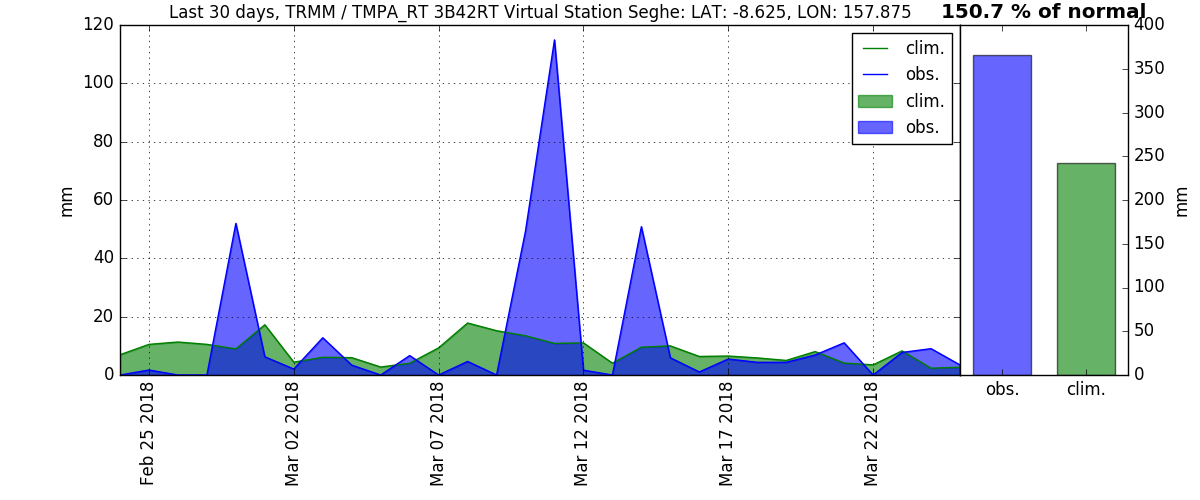 Last 30 days, TRMM / TMPA_RT 3B42RT Virtual Station Seghe: LAT: -8.625, LON: 157.875
150.7 % of normal
120
100
80
60
40
20
0
mm
clim.
obs.
clim.
obs.
Feb 25 2018
Mar 02 2018
Mar 07 2018
Mar 12 2018
Mar 17 2018
Mar 22 2018
400
350
300
250
200
150
100
50
0
mm
obs.
clim.